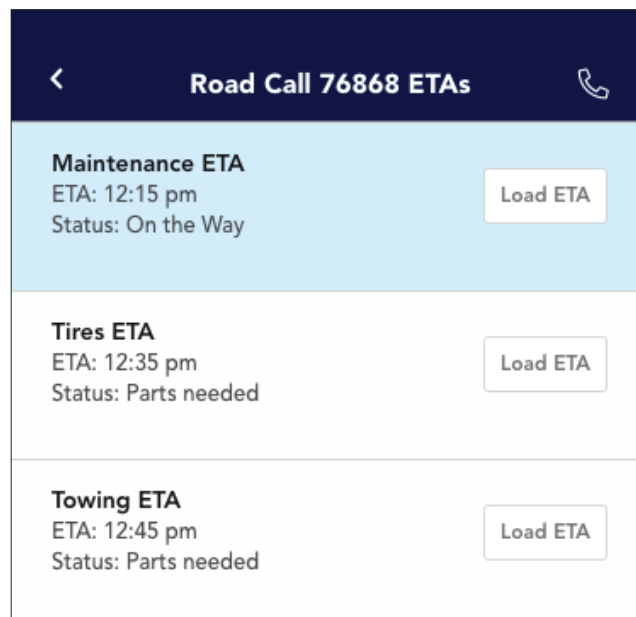 Road Call 76868 ETAs
Maintenance ETA
ETA: 12:15 pm
Status: On the Way
Load ETA
Tires ETA
ETA: 12:35 pm
Status: Parts needed
Load ETA
Towing ETA
ETA: 12:45 pm
Status: Parts needed
Load ETA